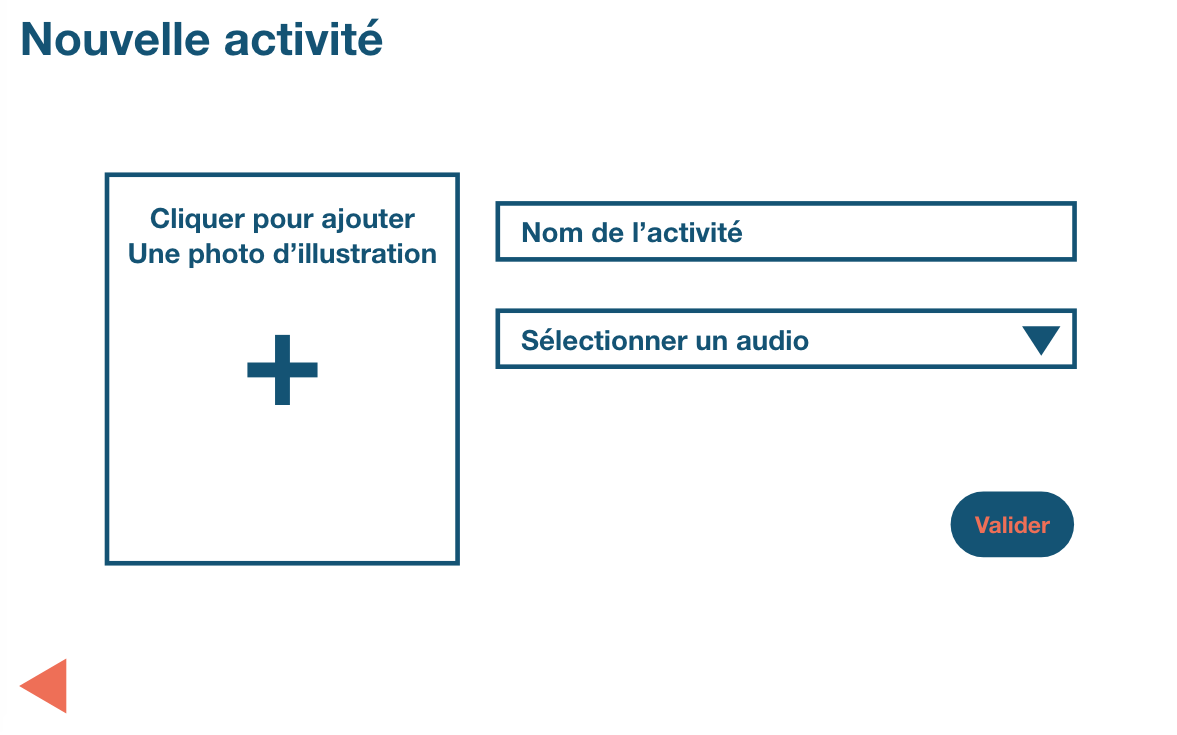 Nouvelle activité
Cliquer pour ajouter
Une photo d’illustration
Nom de l’activité
Sélectionner un audio
Valider